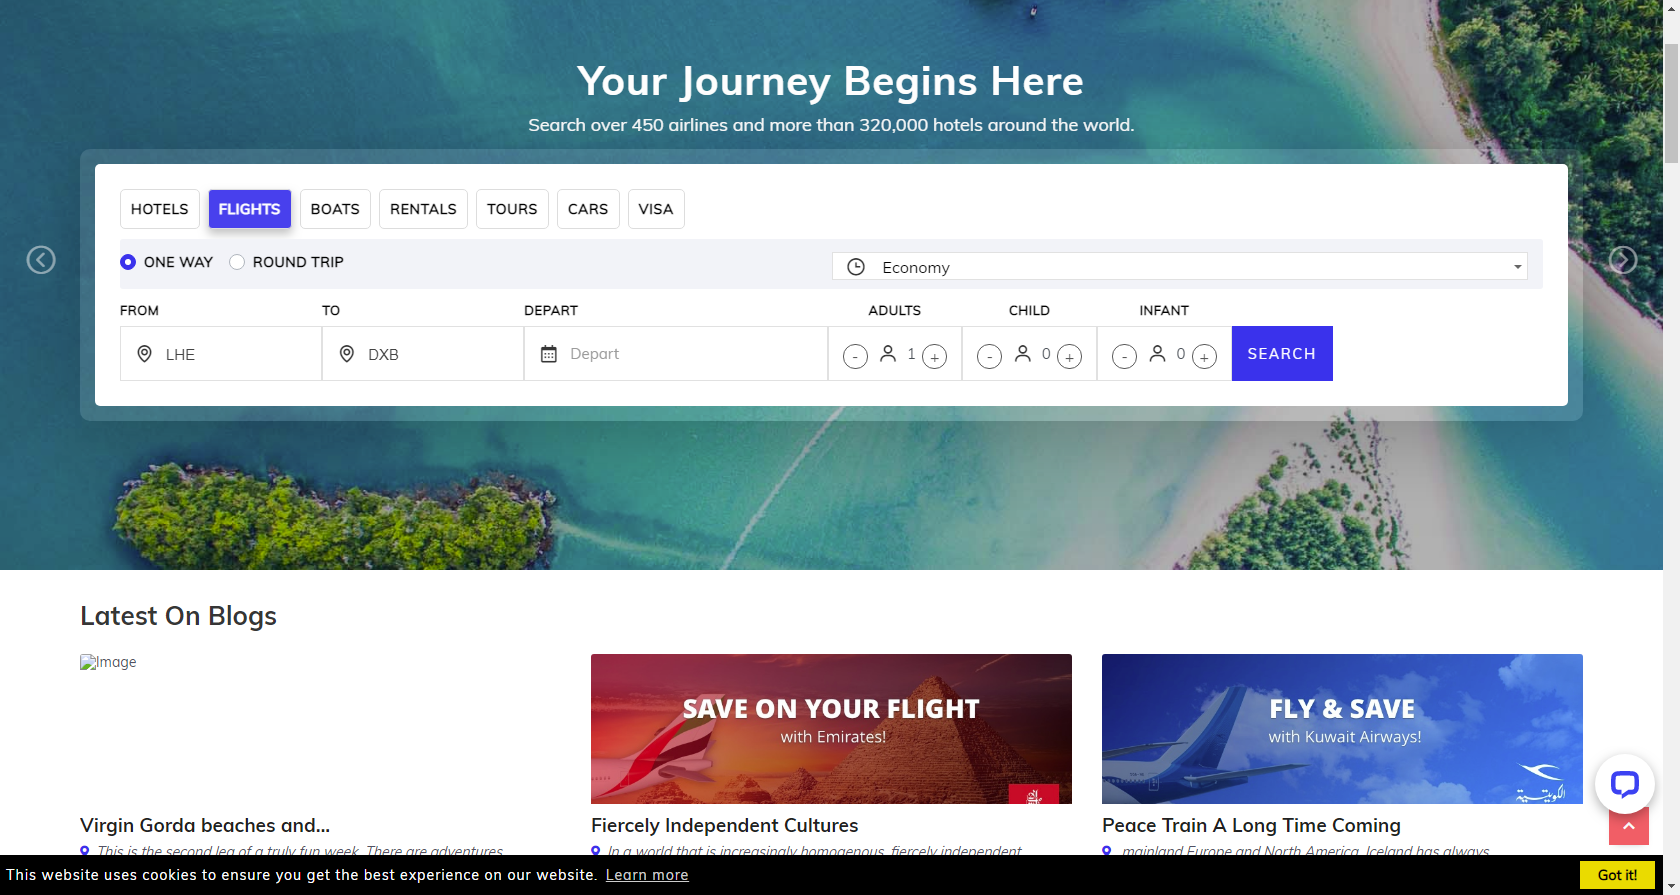 Your Journey Begins Here
Search over 450 airlines and more than 320,000 hotels around the world.
HOTELS FLIGHTS BOATS RENTALS TOURS CARS VISA
ONE WAY ROUND TRIP Economy
FROM TO DEPART ADULTS CHILD INFANT
LHE DXB Depart - 1 + - 0 + - 0 + SEARCH
Latest On Blogs
Image
SAVE ON YOUR FLIGHT
with Emirates!
FLY & SAVE
with Kuwait Airways!
الكويتية
Virgin Gorda beaches and...
Fiercely Independent Cultures
Peace Train A Long Time Coming
This is the second leg of a truly fun week. There are adventures
In a world that is increasingly homogenous, fiercely independent
mainland Europe and North America, Iceland has always
This website uses cookies to ensure you get the best experience on our website. Learn more Got it!